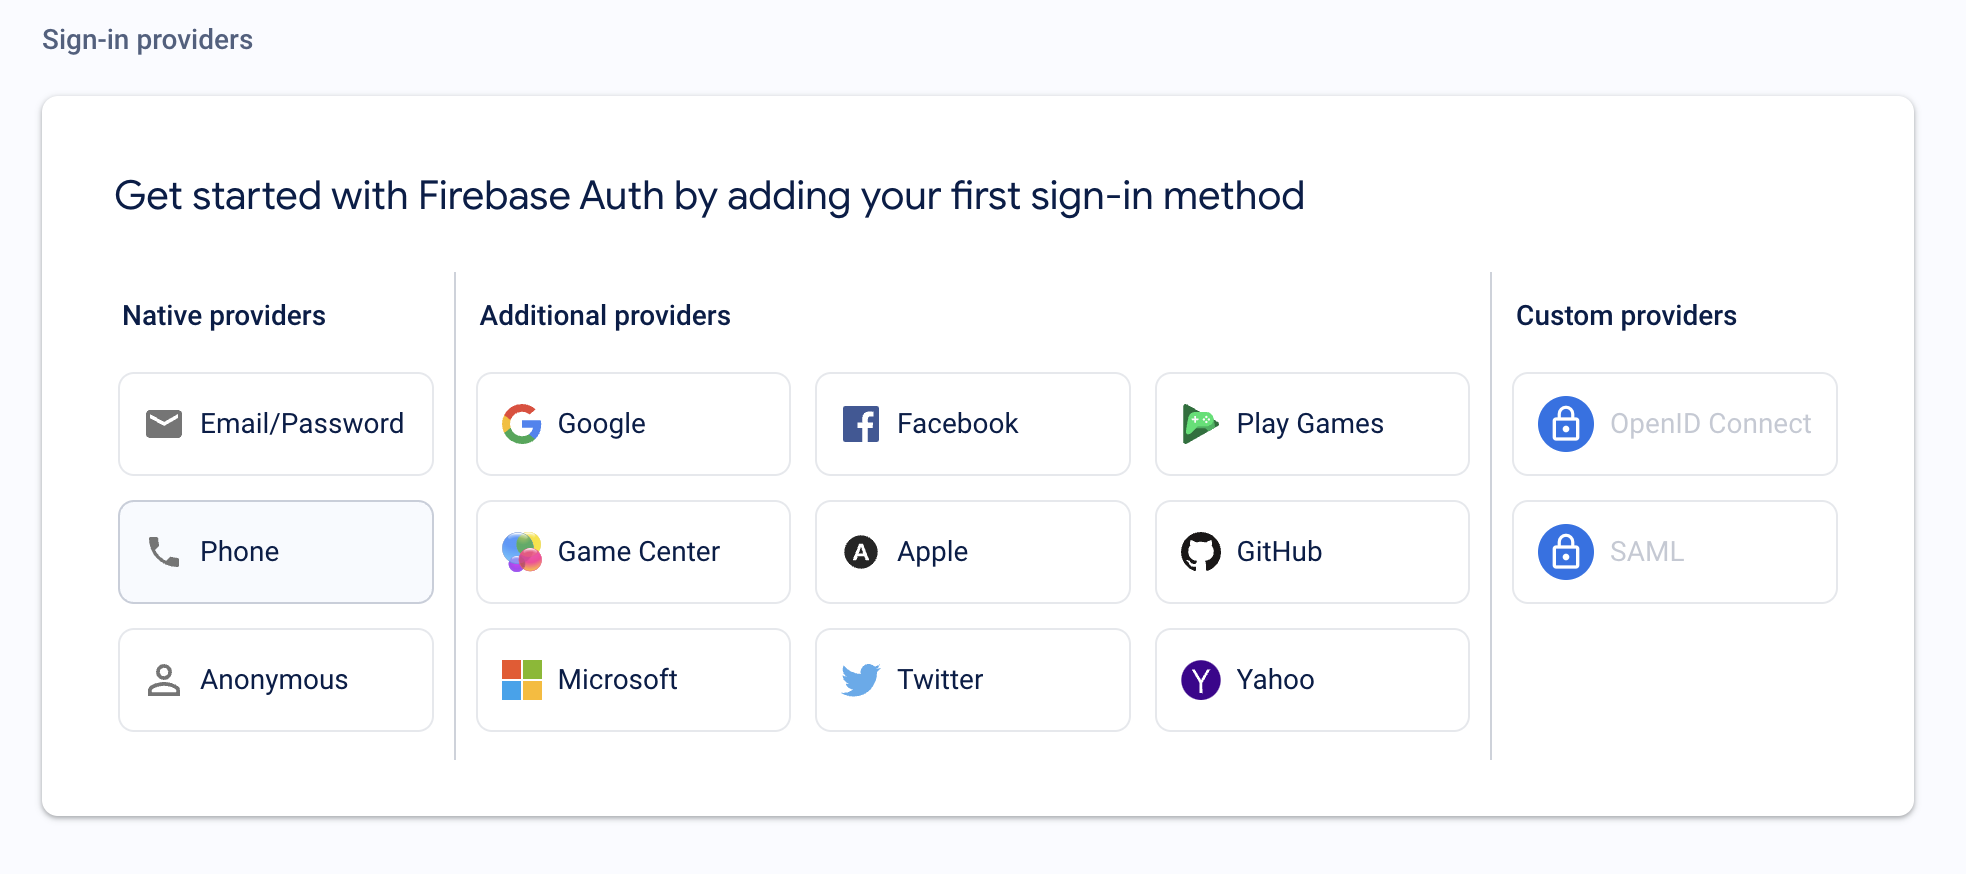 Sign-in providers
Get started with Firebase Auth by adding your first sign-in method
Native providers
Email/Password
Phone
Anonymous
Additional providers
Google
Facebook
Play Games
Game Center
Apple
GitHub
Microsoft
Twitter
Yahoo
Custom providers
OpenID Connect
SAML